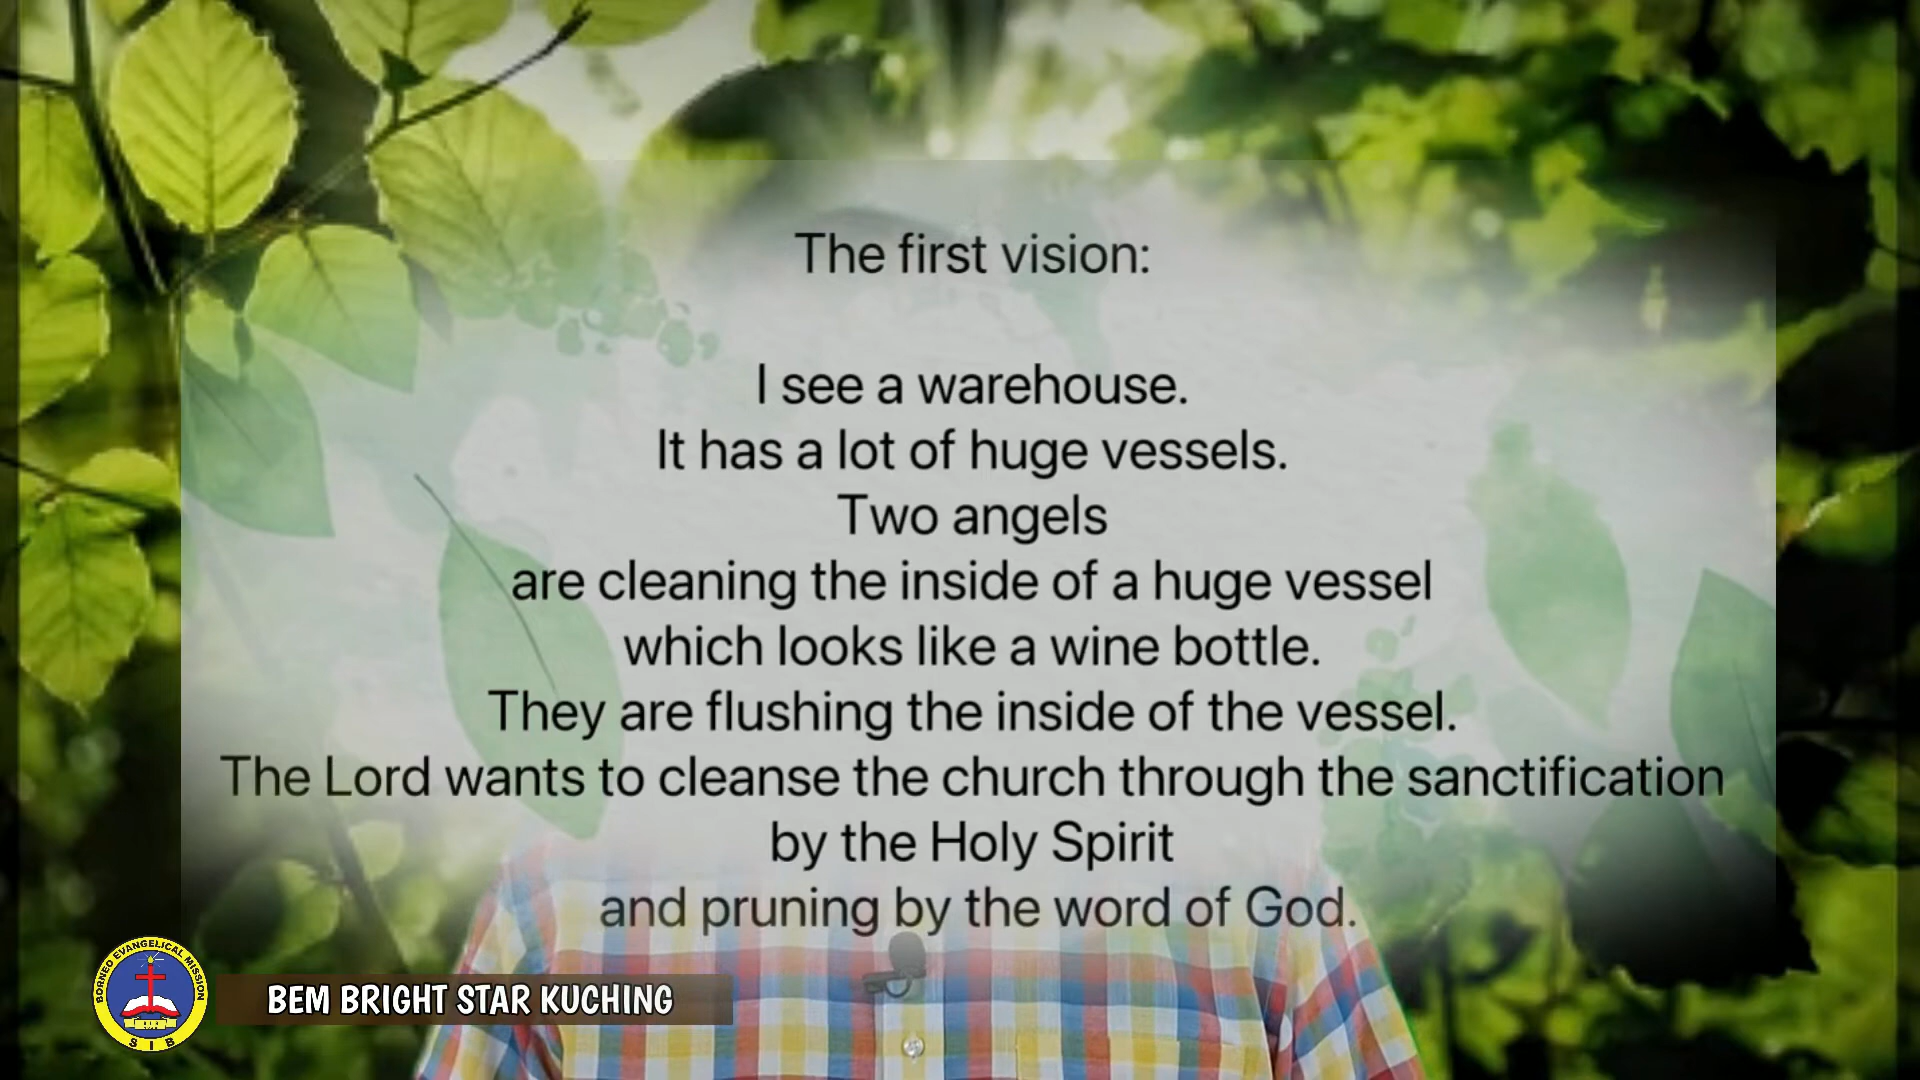 The first vision:
I see a warehouse.
It has a lot of huge vessels.
Two angels
are cleaning the inside of a huge vessel
which looks like a wine bottle.
They are flushing the inside of the vessel.
The Lord wants to cleanse the church through the sanctification
by the Holy Spirit
and pruning by the word of God.
BORNEO EVANGELICAL MISSION
S I B
BEM BRIGHT STAR KUCHING